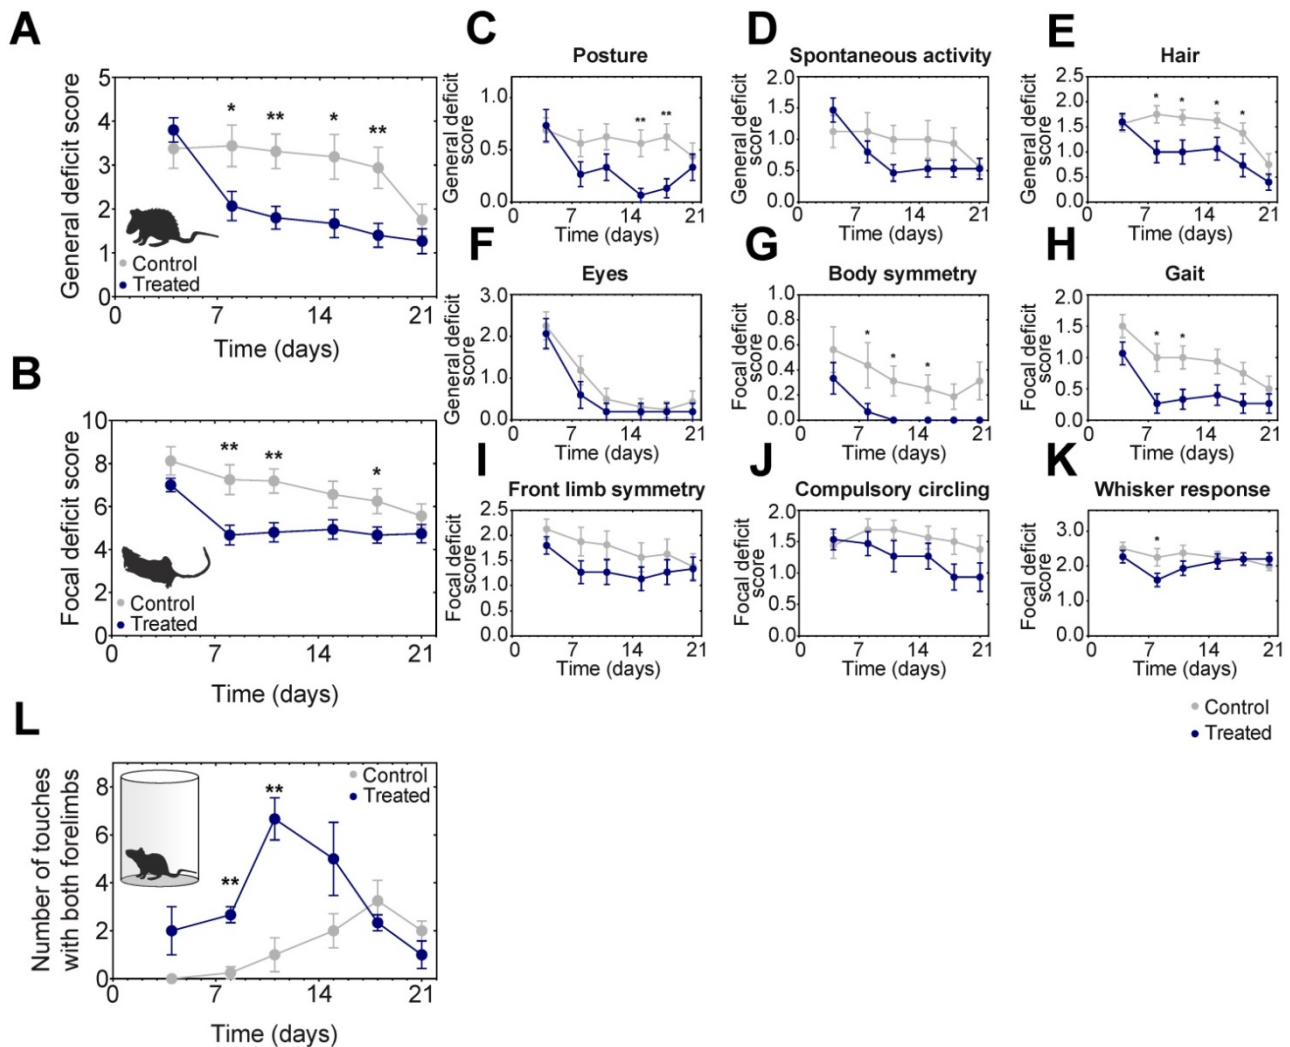 A
General deficit score
5
4
3
2
1
0
*
**
*
**
Control
Treated
0
7
14
21
Time (days)
B
Focal deficit score
10
8
6
4
2
0
**
**
*
Control
Treated
0
7
14
21
Time (days)
C
Posture
General deficit
score
1.0
0.5
0.0
**
**
0
7
14
21
Time (days)
D
Spontaneous activity
General deficit
score
2.0
1.5
1.0
0.5
0.0
0
7
14
21
Time (days)
E
Hair
General deficit
score
2.5
2.0
1.5
1.0
0.5
0.0
*
*
*
*
0
7
14
21
Time (days)
F
Eyes
General deficit
score
3.0
2.0
1.0
0.0
0
7
14
21
Time (days)
G
Body symmetry
Focal deficit
score
1.0
0.8
0.6
0.4
0.2
0.0
*
*
*
0
7
14
21
Time (days)
H
Gait
Focal deficit
score
2.0
1.5
1.0
0.5
0.0
*
*
0
7
14
21
Time (days)
I
Front limb symmetry
Focal deficit
score
2.5
2.0
1.5
1.0
0.5
0.0
0
7
14
21
Time (days)
J
Compulsory circling
Focal deficit
score
2.0
1.5
1.0
0.5
0.0
0
7
14
21
Time (days)
K
Whisker response
Focal deficit
score
3.0
2.0
1.0
0.0
*
0
7
14
21
Time (days)
Control
Treated
L
Number of touches
with both forelimbs
8
6
4
2
0
**
**
Control
Treated
0
7
14
21
Time (days)